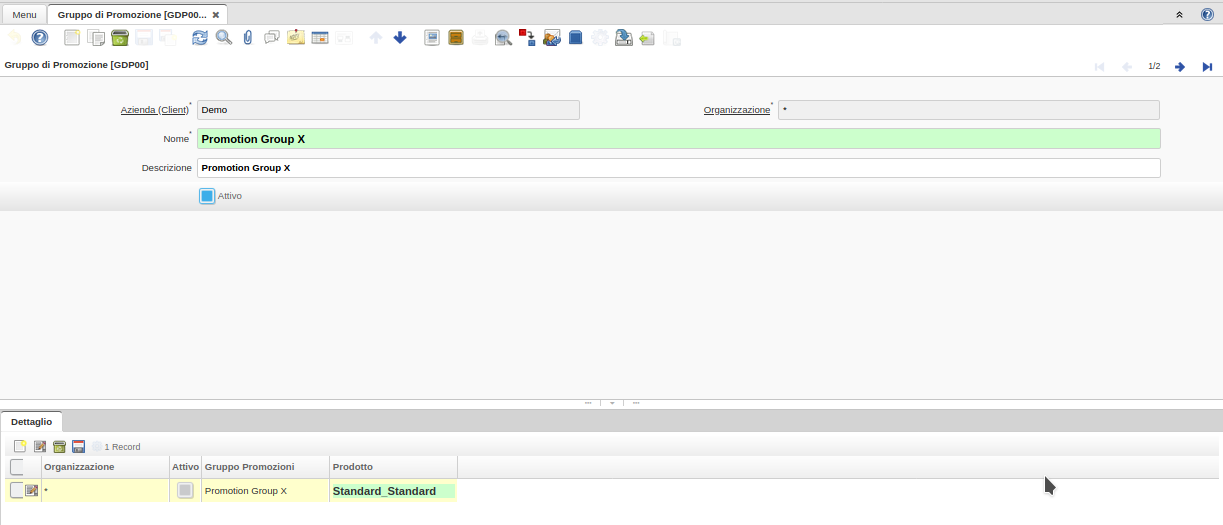 Menu
Gruppo di Promozione [GDP00...
Gruppo di Promozione [GDP00]
1/2
Azienda (Client)* Demo
Organizzazione* *
Nome* Promotion Group X
Descrizione Promotion Group X
Attivo
Dettaglio
1 Record
Organizzazione Attivo Gruppo Promozioni Prodotto
* Promotion Group X Standard_Standard